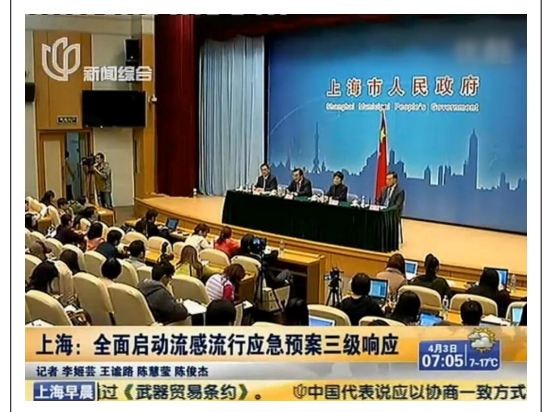 新闻综合
上海市人民政府
Shanghai Municipal People's Government
上海：全面启动流感流行应急预案三级响应
记者 李姬芸 王谧路 陈慧莹 陈俊杰
4月3日
07:05
7~17℃
上海早晨
过《武器贸易条约》。
中国代表说应以协商一致方式